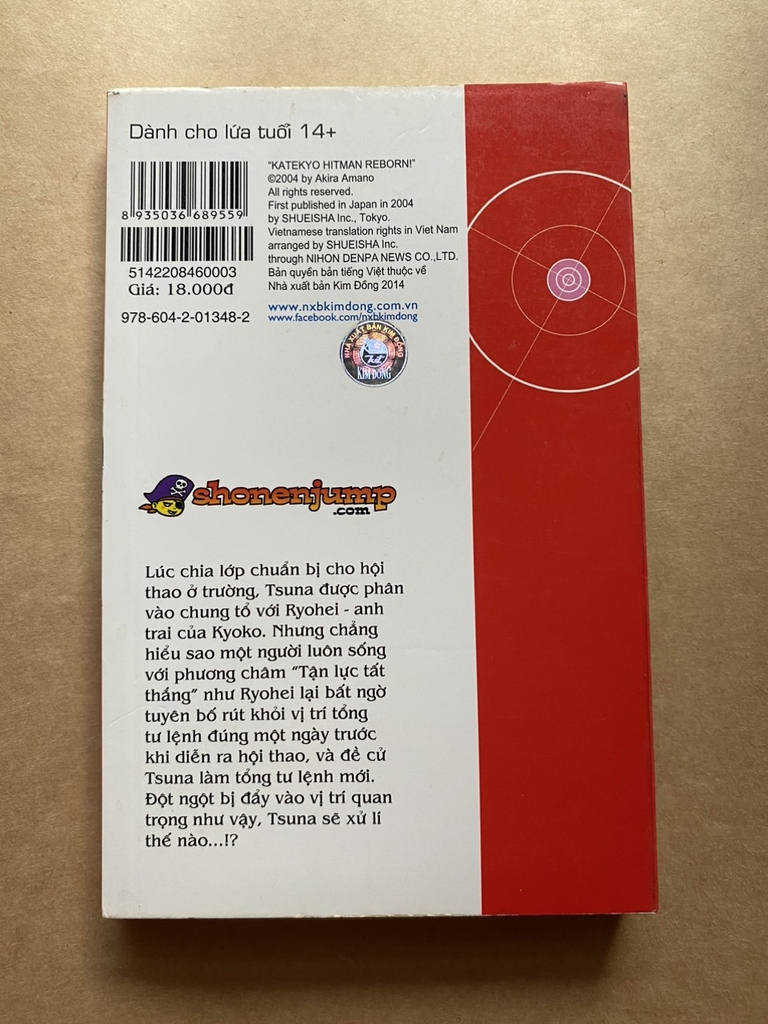 Dành cho lứa tuổi 14+
8 935036 689559
5142208460003
Giá: 18.000đ
978-604-2-01348-2
"KATEKYO HITMAN REBORN!"
©2004 by Akira Amano
All rights reserved.
First published in Japan in 2004
by SHUEISHA Inc., Tokyo.
Vietnamese translation rights in Viet Nam
arranged by SHUEISHA Inc.
through NIHON DENPA NEWS CO.,LTD.
Bản quyền bản tiếng Việt thuộc về
Nhà xuất bản Kim Đồng 2014
www.nxbkimdong.com.vn
www.facebook.com/nxbkimdong
NHÀ XUẤT BẢN KIM ĐỒNG
KIM ĐỒNG
shonenjump
.com
Lúc chia lớp chuẩn bị cho hội
thao ở trường, Tsuna được phân
vào chung tổ với Ryohei - anh
trai của Kyoko. Nhưng chẳng
hiểu sao một người luôn sống
với phương châm "Tận lực tất
thắng" như Ryohei lại bất ngờ
tuyên bố rút khỏi vị trí tổng
tư lệnh đúng một ngày trước
khi diễn ra hội thao, và đề cử
Tsuna làm tổng tư lệnh mới.
Đột ngột bị đẩy vào vị trí quan
trọng như vậy, Tsuna sẽ xử lí
thế nào...!?